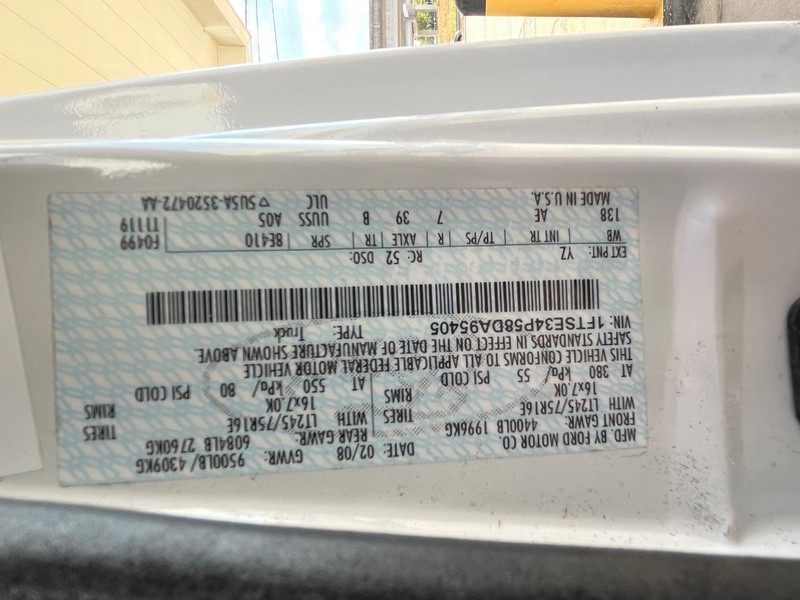 MFD. BY FORD MOTOR CO.
DATE: 02/08 GVWR: 9500LB/4309KG
FRONT GAWR: 4400LB 1996KG REAR GAWR: 6084LB 2760KG
WITH LT245/75R16E TIRES WITH LT245/75R16E TIRES
16x7.0K RIMS 16x7.0K RIMS
AT 380 kPa/ 55 PSI COLD AT 550 kPa/ 80 PSI COLD
THIS VEHICLE CONFORMS TO ALL APPLICABLE FEDERAL MOTOR VEHICLE
SAFETY STANDARDS IN EFFECT ON THE DATE OF MANUFACTURE SHOWN ABOVE.
VIN: 1FTSE34P58DA95405 TYPE: Truck
EXT PNT: YZ RC: 52 DSO:
WB INT TR TP/PS R AXLE TR SPR 8E410 F0499
138 AE 7 39 B UUSS A05 T1119
MADE IN U.S.A. ULC ▽ 5U5A-3520472-AA